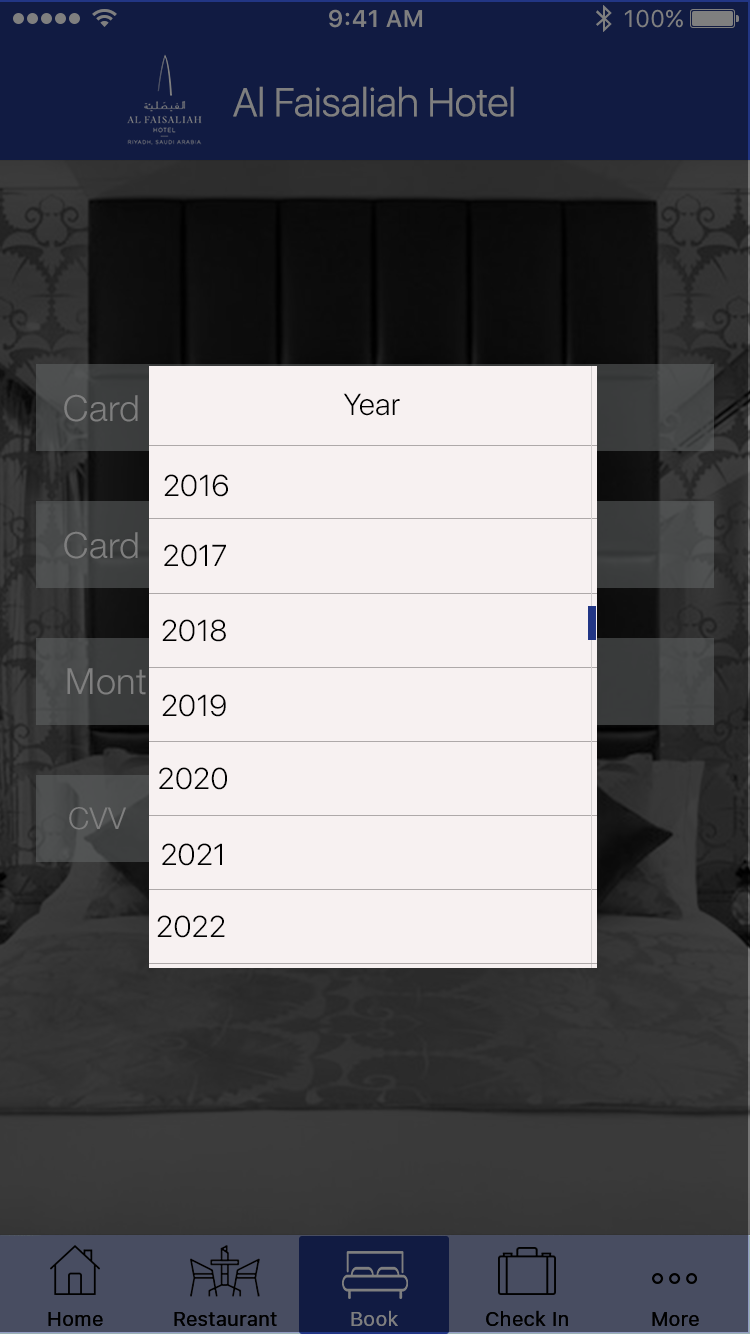 9:41 AM
100%
الفيصلية
AL FAISALIAH
HOTEL
RIYADH, SAUDI ARABIA
Al Faisaliah Hotel
Card
Card
Mont
CVV
Year
2016
2017
2018
2019
2020
2021
2022
Home
Restaurant
Book
Check In
More